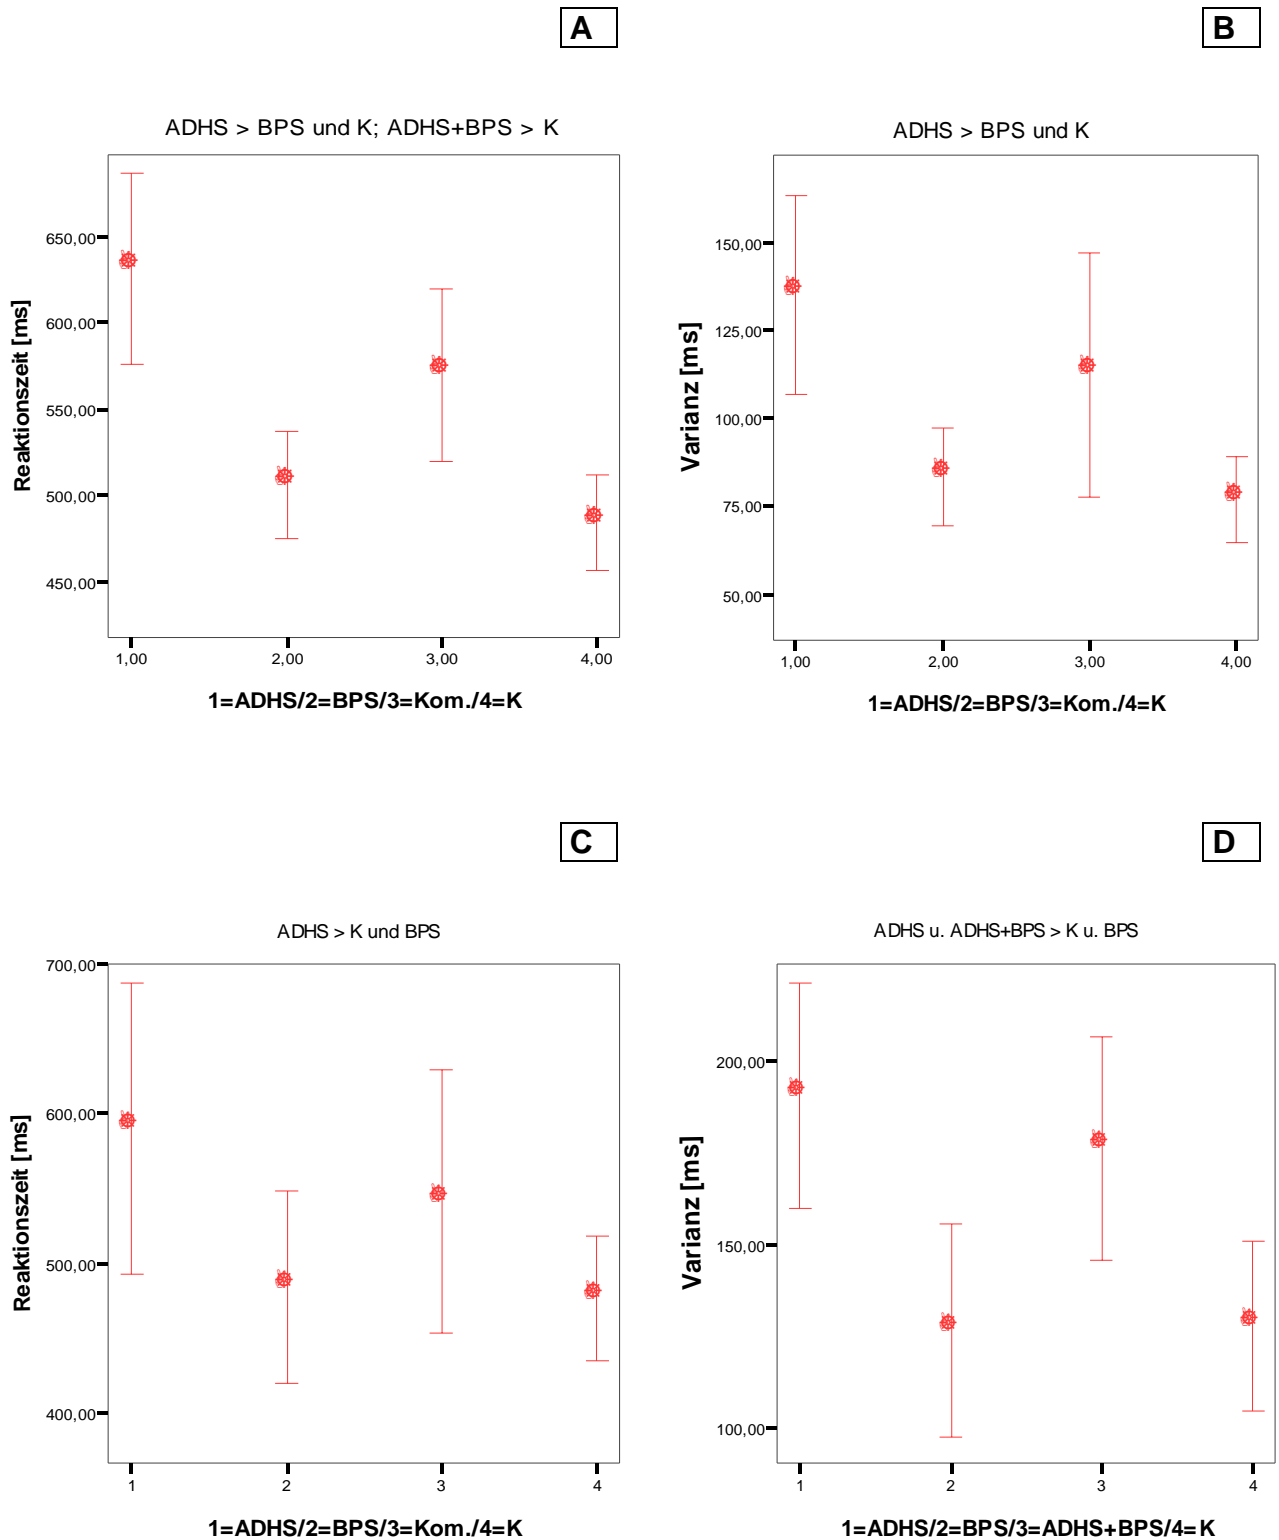 A
B
ADHS > BPS und K; ADHS+BPS > K
ADHS > BPS und K
Reaktionszeit [ms]
650,00
600,00
550,00
500,00
450,00
1,00
2,00
3,00
4,00
1=ADHS/2=BPS/3=Kom./4=K
Varianz [ms]
150,00
125,00
100,00
75,00
50,00
1,00
2,00
3,00
4,00
1=ADHS/2=BPS/3=Kom./4=K
C
D
ADHS > K und BPS
ADHS u. ADHS+BPS > K u. BPS
Reaktionszeit [ms]
700,00
600,00
500,00
400,00
1
2
3
4
1=ADHS/2=BPS/3=Kom./4=K
Varianz [ms]
200,00
150,00
100,00
1
2
3
4
1=ADHS/2=BPS/3=ADHS+BPS/4=K